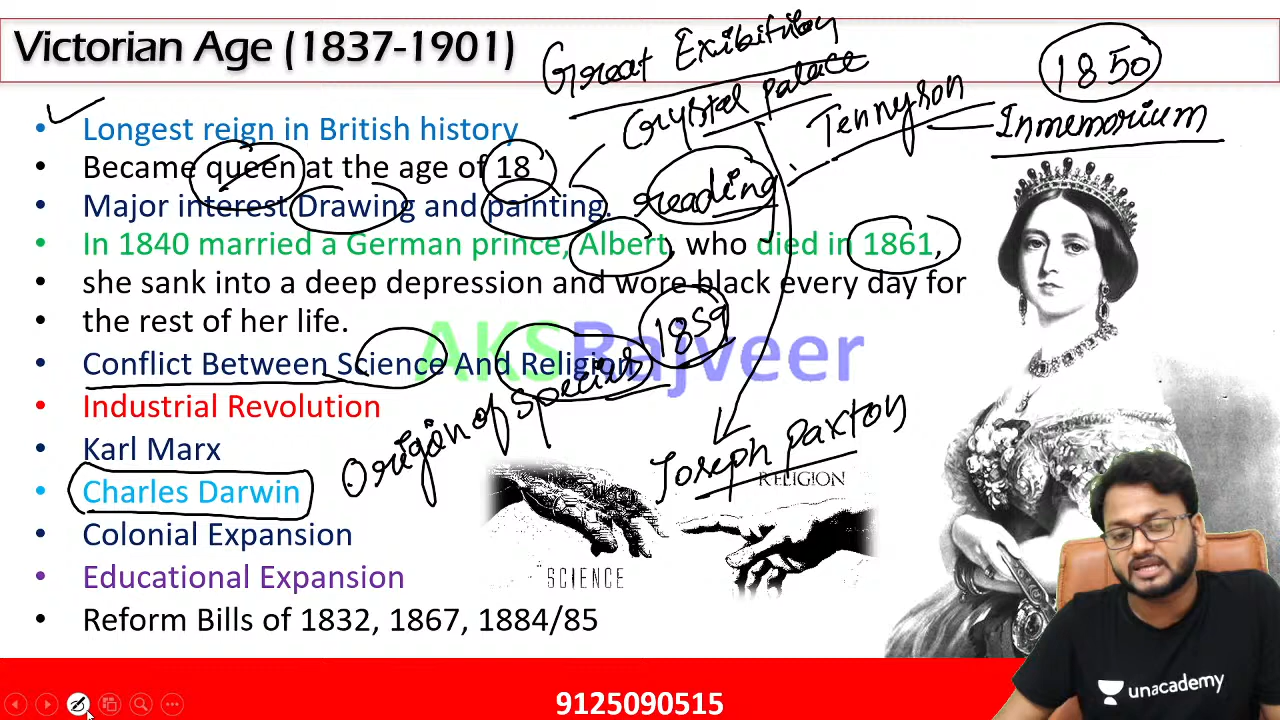 Victorian Age (1837-1901)
Great Exibition
Crystal palace
1850
Tennyson
Inmemorium
• Longest reign in British history
• Became queen at the age of 18
• Major interest Drawing and painting.
reading
• In 1840 married a German prince, Albert, who died in 1861,
• she sank into a deep depression and wore black every day for
• the rest of her life.
AKSRajveer
1859
• Conflict Between Science And Religion
Origin of Species
• Industrial Revolution
• Karl Marx
Joseph Paxton
• Charles Darwin
RELIGION
• Colonial Expansion
SCIENCE
• Educational Expansion
• Reform Bills of 1832, 1867, 1884/85
unacademy
9125090515